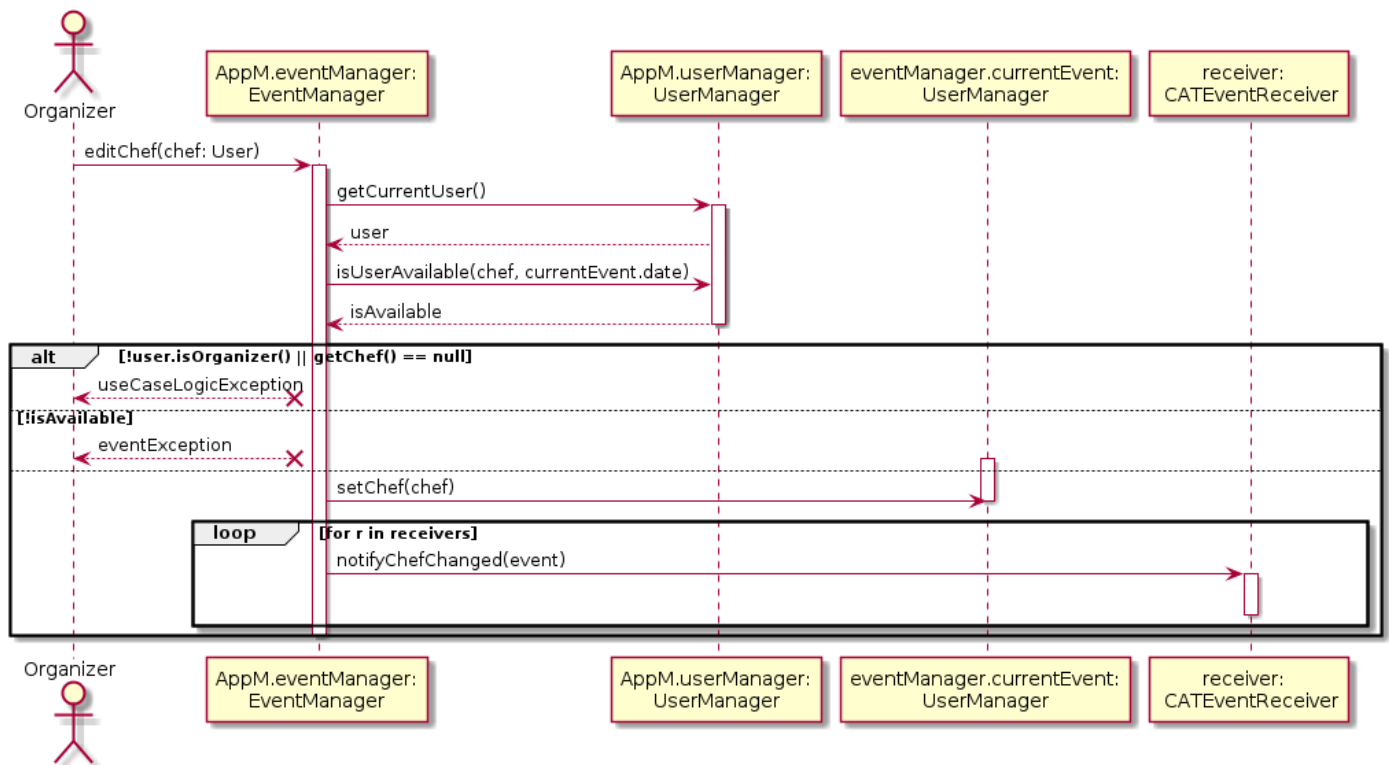 Organizer
AppM.eventManager:
EventManager
AppM.userManager:
UserManager
eventManager.currentEvent:
UserManager
receiver:
CATEventReceiver
editChef(chef: User)
getCurrentUser()
user
isUserAvailable(chef, currentEvent.date)
isAvailable
alt [!user.isOrganizer() || getChef() == null]
useCaseLogicException
[!isAvailable]
eventException
setChef(chef)
loop [for r in receivers]
notifyChefChanged(event)
Organizer
AppM.eventManager:
EventManager
AppM.userManager:
UserManager
eventManager.currentEvent:
UserManager
receiver:
CATEventReceiver